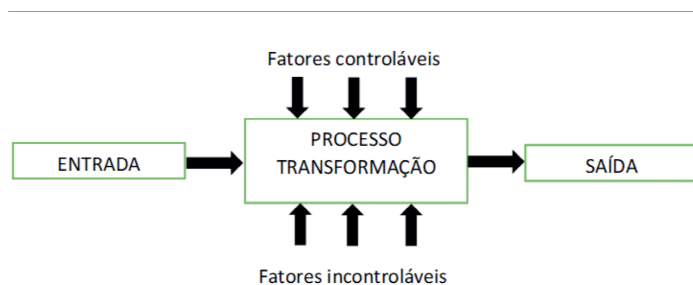 Fatores controláveis
ENTRADA
PROCESSO
TRANSFORMAÇÃO
SAÍDA
Fatores incontroláveis